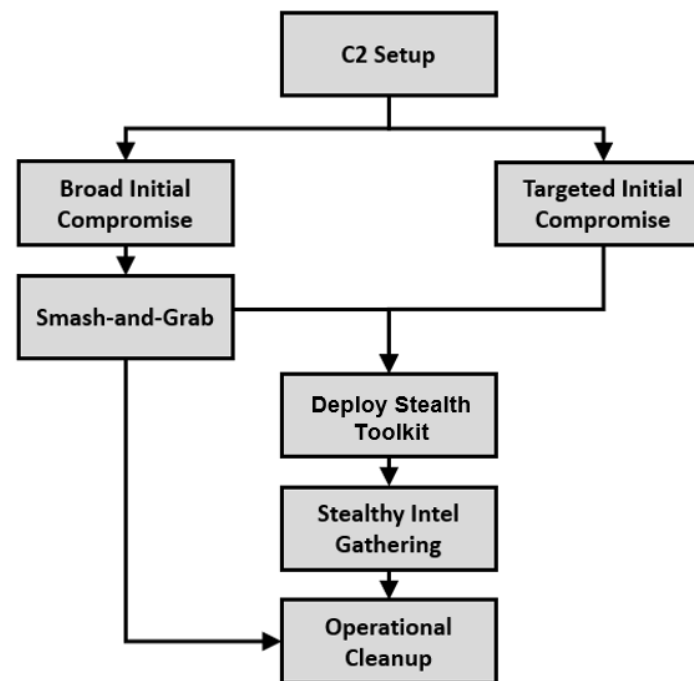 C2 Setup
Broad Initial
Compromise
Targeted Initial
Compromise
Smash-and-Grab
Deploy Stealth
Toolkit
Stealthy Intel
Gathering
Operational
Cleanup